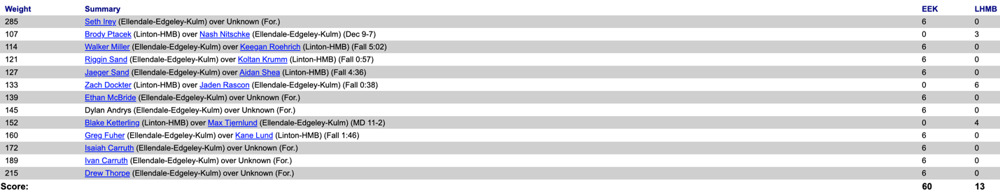 Weight Summary EEK LHMB
285 Seth Irey (Ellendale-Edgeley-Kulm) over Unknown (For.) 6 0
107 Brody Ptacek (Linton-HMB) over Nash Nitschke (Ellendale-Edgeley-Kulm) (Dec 9-7) 0 3
114 Walker Miller (Ellendale-Edgeley-Kulm) over Keegan Roehrich (Linton-HMB) (Fall 5:02) 6 0
121 Riggin Sand (Ellendale-Edgeley-Kulm) over Koltan Krumm (Linton-HMB) (Fall 0:57) 6 0
127 Jaeger Sand (Ellendale-Edgeley-Kulm) over Aidan Shea (Linton-HMB) (Fall 4:36) 6 0
133 Zach Dockter (Linton-HMB) over Jaden Rascon (Ellendale-Edgeley-Kulm) (Fall 0:38) 0 6
139 Ethan McBride (Ellendale-Edgeley-Kulm) over Unknown (For.) 6 0
145 Dylan Andrys (Ellendale-Edgeley-Kulm) over Unknown (For.) 6 0
152 Blake Ketterling (Linton-HMB) over Max Tjernlund (Ellendale-Edgeley-Kulm) (MD 11-2) 0 4
160 Greg Fuher (Ellendale-Edgeley-Kulm) over Kane Lund (Linton-HMB) (Fall 1:46) 6 0
172 Isaiah Carruth (Ellendale-Edgeley-Kulm) over Unknown (For.) 6 0
189 Ivan Carruth (Ellendale-Edgeley-Kulm) over Unknown (For.) 6 0
215 Drew Thorpe (Ellendale-Edgeley-Kulm) over Unknown (For.) 6 0
Score: 60 13